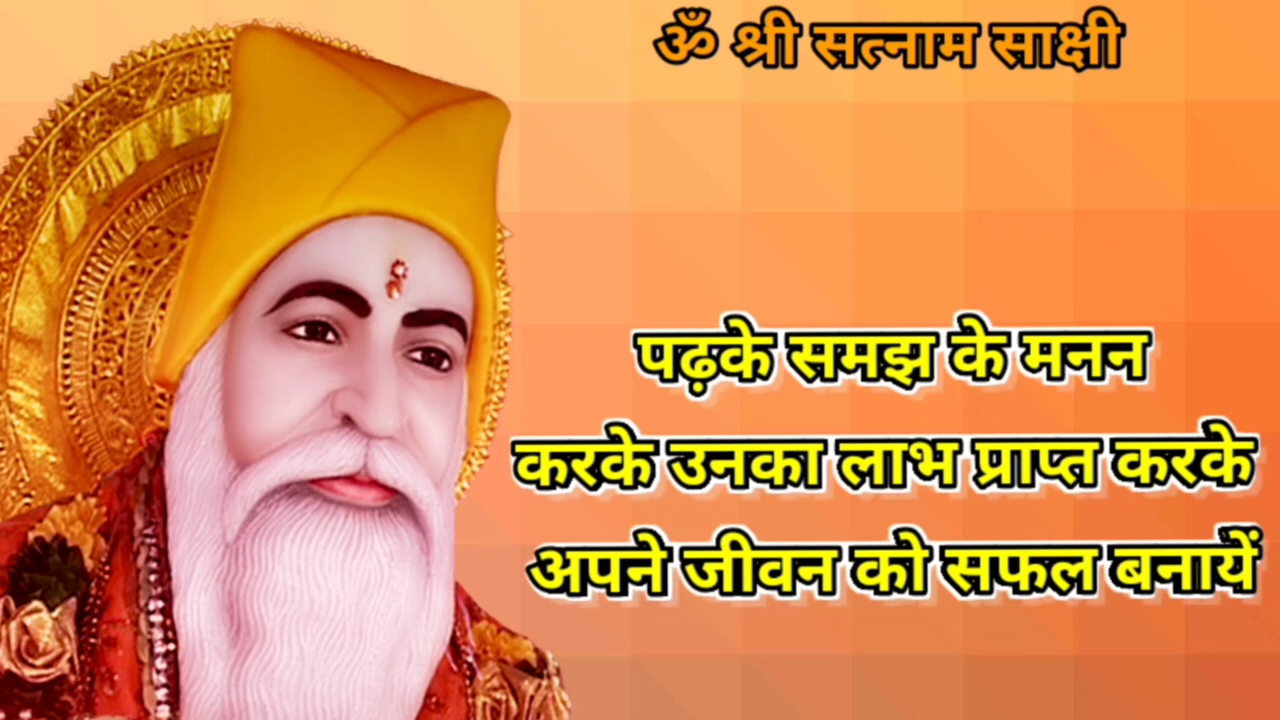 ॐ श्री सत्नाम साक्षी
पढ़के समझ के मनन
करके उनका लाभ प्राप्त करके
अपने जीवन को सफल बनायें